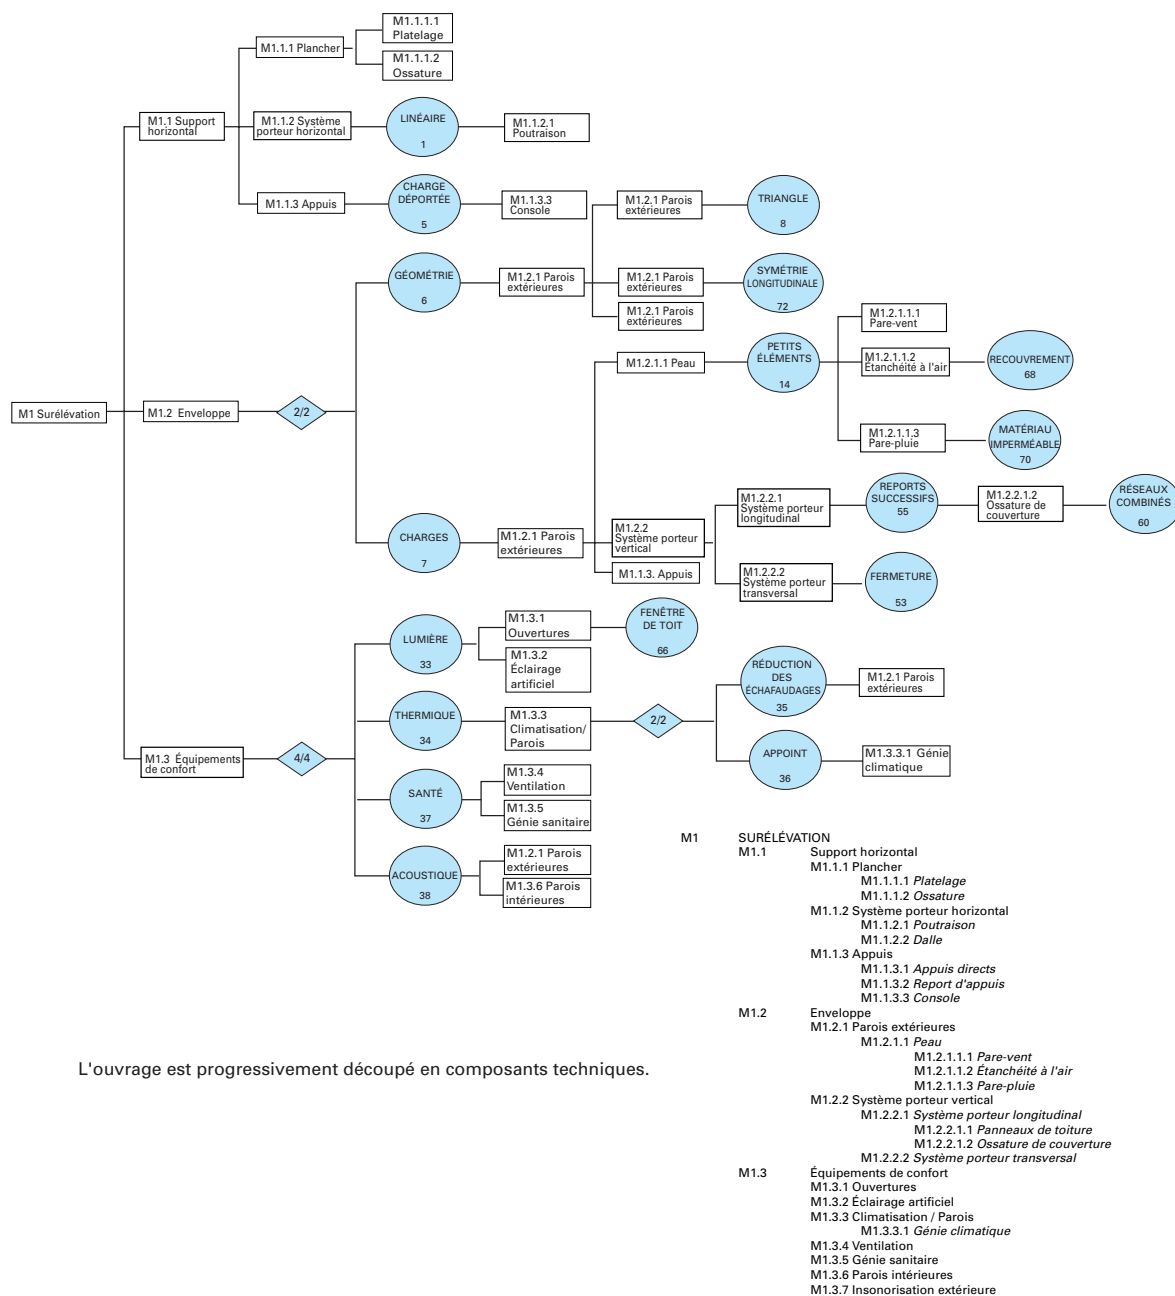 M1.1.1.1
Platelage
M1.1.1 Plancher
M1.1.1.2
Ossature
M1.1 Support
horizontal
M1.1.2 Système
porteur horizontal
LINÉAIRE
1
M1.1.2.1
Poutraison
M1.1.3 Appuis
CHARGE
DÉPORTÉE
5
M1.1.3.3
Console
M1.2.1 Parois
extérieures
TRIANGLE
8
GÉOMÉTRIE
6
M1.2.1 Parois
extérieures
M1.2.1 Parois
extérieures
SYMÉTRIE
LONGITUDINALE
72
M1.2.1 Parois
extérieures
M1.2.1.1 Peau
PETITS
ÉLÉMENTS
14
M1.2.1.1.1
Pare-vent
M1.2.1.1.2
Étanchéité à l'air
RECOUVREMENT
68
M1.2.1.1.3
Pare-pluie
MATÉRIAU
IMPERMÉABLE
70
M1 Surélévation
M1.2 Enveloppe
2/2
CHARGES
7
M1.2.1 Parois
extérieures
M1.2.2
Système porteur
vertical
M1.1.3. Appuis
M1.2.2.1
Système porteur
longitudinal
REPORTS
SUCCESSIFS
55
M1.2.2.1.2
Ossature de
couverture
RÉSEAUX
COMBINÉS
60
M1.2.2.2
Système porteur
transversal
FERMETURE
53
M1.3 Équipements
de confort
4/4
LUMIÈRE
33
M1.3.1
Ouvertures
FENÊTRE
DE TOIT
66
M1.3.2
Éclairage
artificiel
THERMIQUE
34
M1.3.3
Climatisation/
Parois
2/2
RÉDUCTION
DES
ÉCHAFAUDAGES
35
M1.2.1 Parois
extérieures
APPOINT
36
M1.3.3.1 Génie
climatique
SANTÉ
37
M1.3.4
Ventilation
M1.3.5
Génie sanitaire
ACOUSTIQUE
38
M1.2.1 Parois
extérieures
M1.3.6 Parois
intérieures
L'ouvrage est progressivement découpé en composants techniques.
M1 SURÉLÉVATION
M1.1 Support horizontal
M1.1.1 Plancher
M1.1.1.1 Platelage
M1.1.1.2 Ossature
M1.1.2 Système porteur horizontal
M1.1.2.1 Poutraison
M1.1.2.2 Dalle
M1.1.3 Appuis
M1.1.3.1 Appuis directs
M1.1.3.2 Report d'appuis
M1.1.3.3 Console
M1.2 Enveloppe
M1.2.1 Parois extérieures
M1.2.1.1 Peau
M1.2.1.1.1 Pare-vent
M1.2.1.1.2 Étanchéité à l'air
M1.2.1.1.3 Pare-pluie
M1.2.2 Système porteur vertical
M1.2.2.1 Système porteur longitudinal
M1.2.2.1.1 Panneaux de toiture
M1.2.2.1.2 Ossature de couverture
M1.2.2.2 Système porteur transversal
M1.3 Équipements de confort
M1.3.1 Ouvertures
M1.3.2 Éclairage artificiel
M1.3.3 Climatisation / Parois
M1.3.3.1 Génie climatique
M1.3.4 Ventilation
M1.3.5 Génie sanitaire
M1.3.6 Parois intérieures
M1.3.7 Insonorisation extérieure